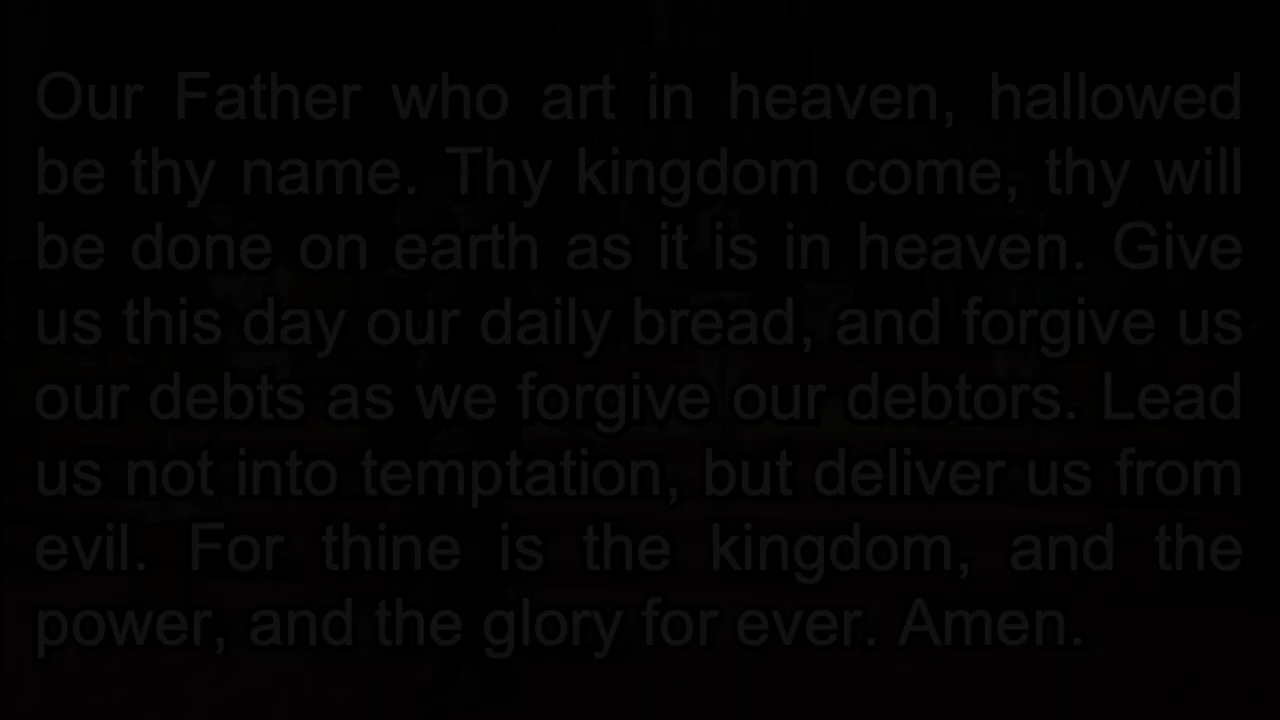 Our Father who art in heaven, hallowed
be thy name. Thy kingdom come, thy will
be done on earth as it is in heaven. Give
us this day our daily bread, and forgive us
our debts as we forgive our debtors. Lead
us not into temptation, but deliver us from
evil. For thine is the kingdom, and the
power, and the glory for ever. Amen.